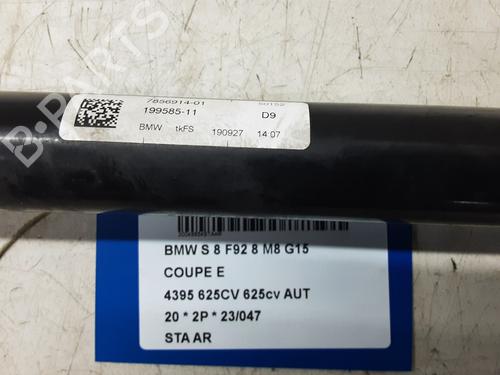 B-PARTS
7856914-01 50152
199585-11 D9
BMW tkFS 190927 14:07
BMW S 8 F92 8 M8 G15
COUPE E
4395 625CV 625cv AUT
20 * 2P * 23/047
STA AR